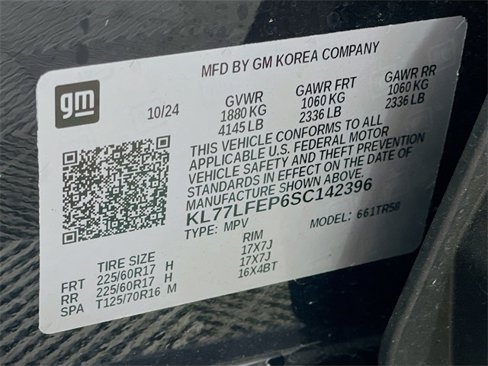 gm
MFD BY GM KOREA COMPANY
10/24 GVWR GAWR FRT GAWR RR
1880 KG 1060 KG 1060 KG
4145 LB 2336 LB 2336 LB
THIS VEHICLE CONFORMS TO ALL
APPLICABLE U.S. FEDERAL MOTOR
VEHICLE SAFETY AND THEFT PREVENTION
STANDARDS IN EFFECT ON THE DATE OF
MANUFACTURE SHOWN ABOVE.
KL77LFEP6SC142396
TYPE: MPV MODEL: 661TR58
TIRE SIZE RIM
FRT 225/60R17 H 17X7J
RR 225/60R17 H 17X7J
SPA T125/70R16 M 16X4BT